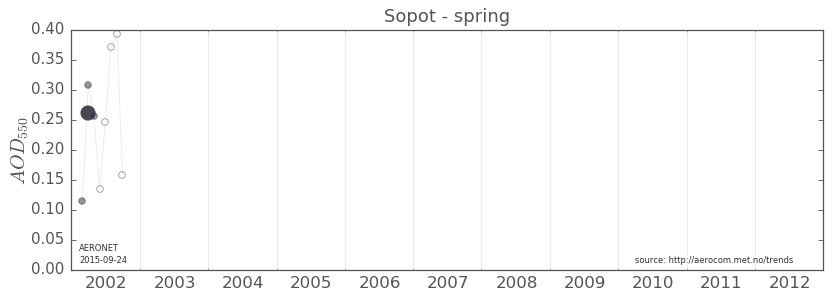 Sopot - spring
0.40
0.35
0.30
0.25
0.20
0.15
0.10
0.05
0.00
AOD550
AERONET
2015-09-24
source: http://aerocom.met.no/trends
2002 2003 2004 2005 2006 2007 2008 2009 2010 2011 2012